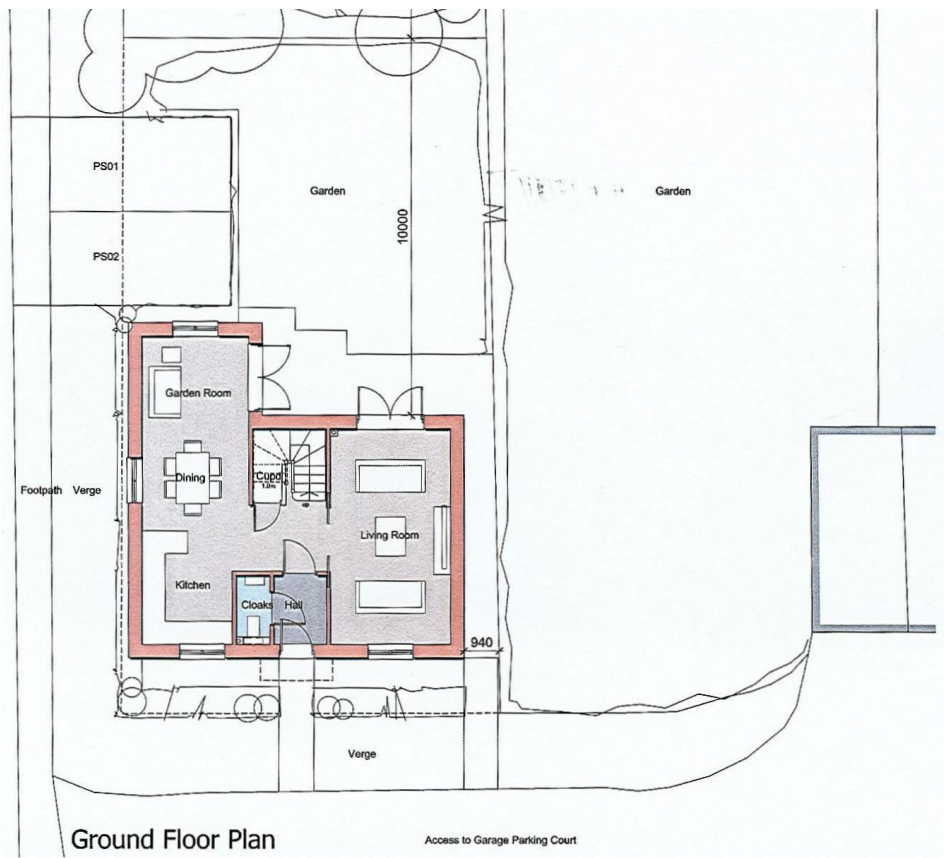 PS01
Garden
Garden
10000
PS02
Garden Room
Dining
Cupd
1.0m
up
Footpath Verge
Living Room
Kitchen
Cloaks
Hall
940
Verge
Ground Floor Plan
Access to Garage Parking Court